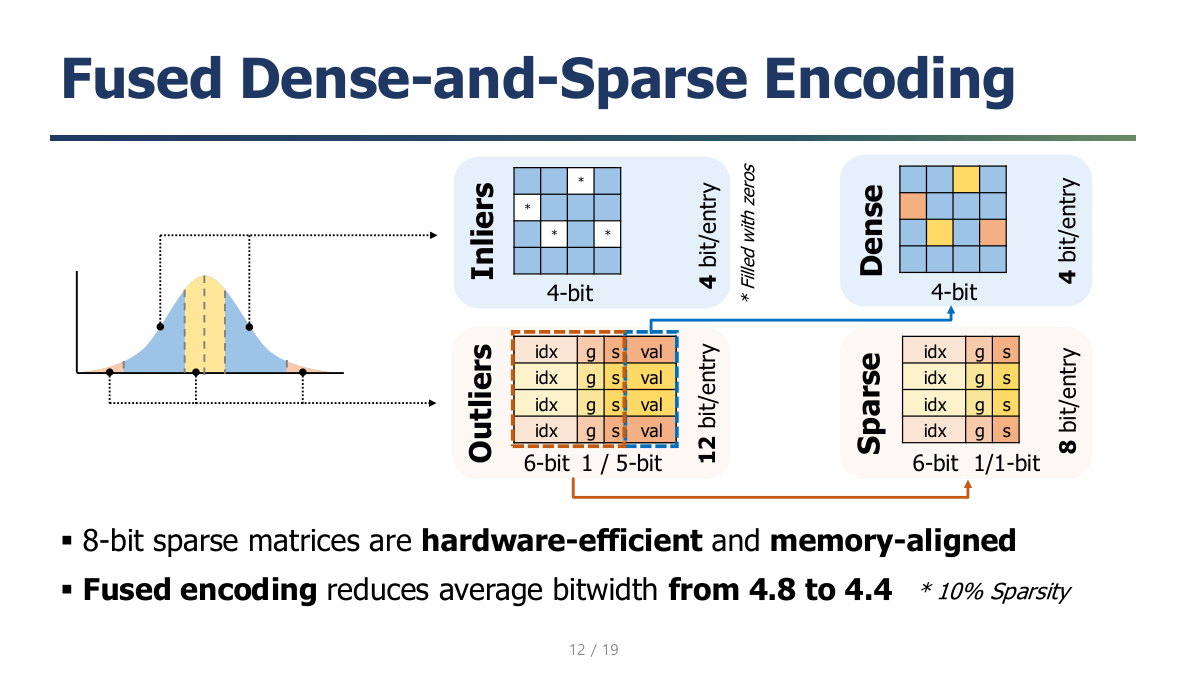 Fused Dense-and-Sparse Encoding
Inliers
*
*
*
*
4-bit
4 bit/entry
* Filled with zeros
Dense
4-bit
4 bit/entry
Outliers
idx g s val
idx g s val
idx g s val
idx g s val
6-bit 1 / 5-bit
12 bit/entry
Sparse
idx g s
idx g s
idx g s
idx g s
6-bit 1/1-bit
8 bit/entry
▪ 8-bit sparse matrices are hardware-efficient and memory-aligned
▪ Fused encoding reduces average bitwidth from 4.8 to 4.4 * 10% Sparsity
12 / 19